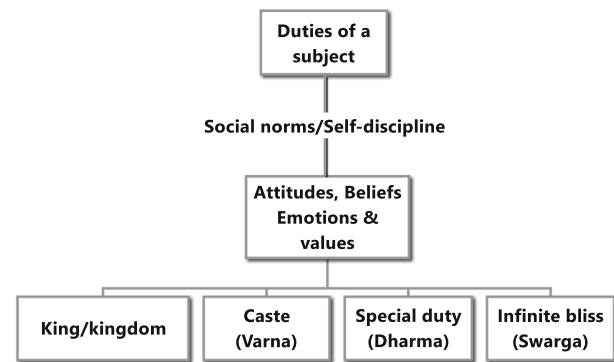 Duties of a
subject
Social norms/Self-discipline
Attitudes, Beliefs
Emotions &
values
King/kingdom
Caste
(Varna)
Special duty
(Dharma)
Infinite bliss
(Swarga)